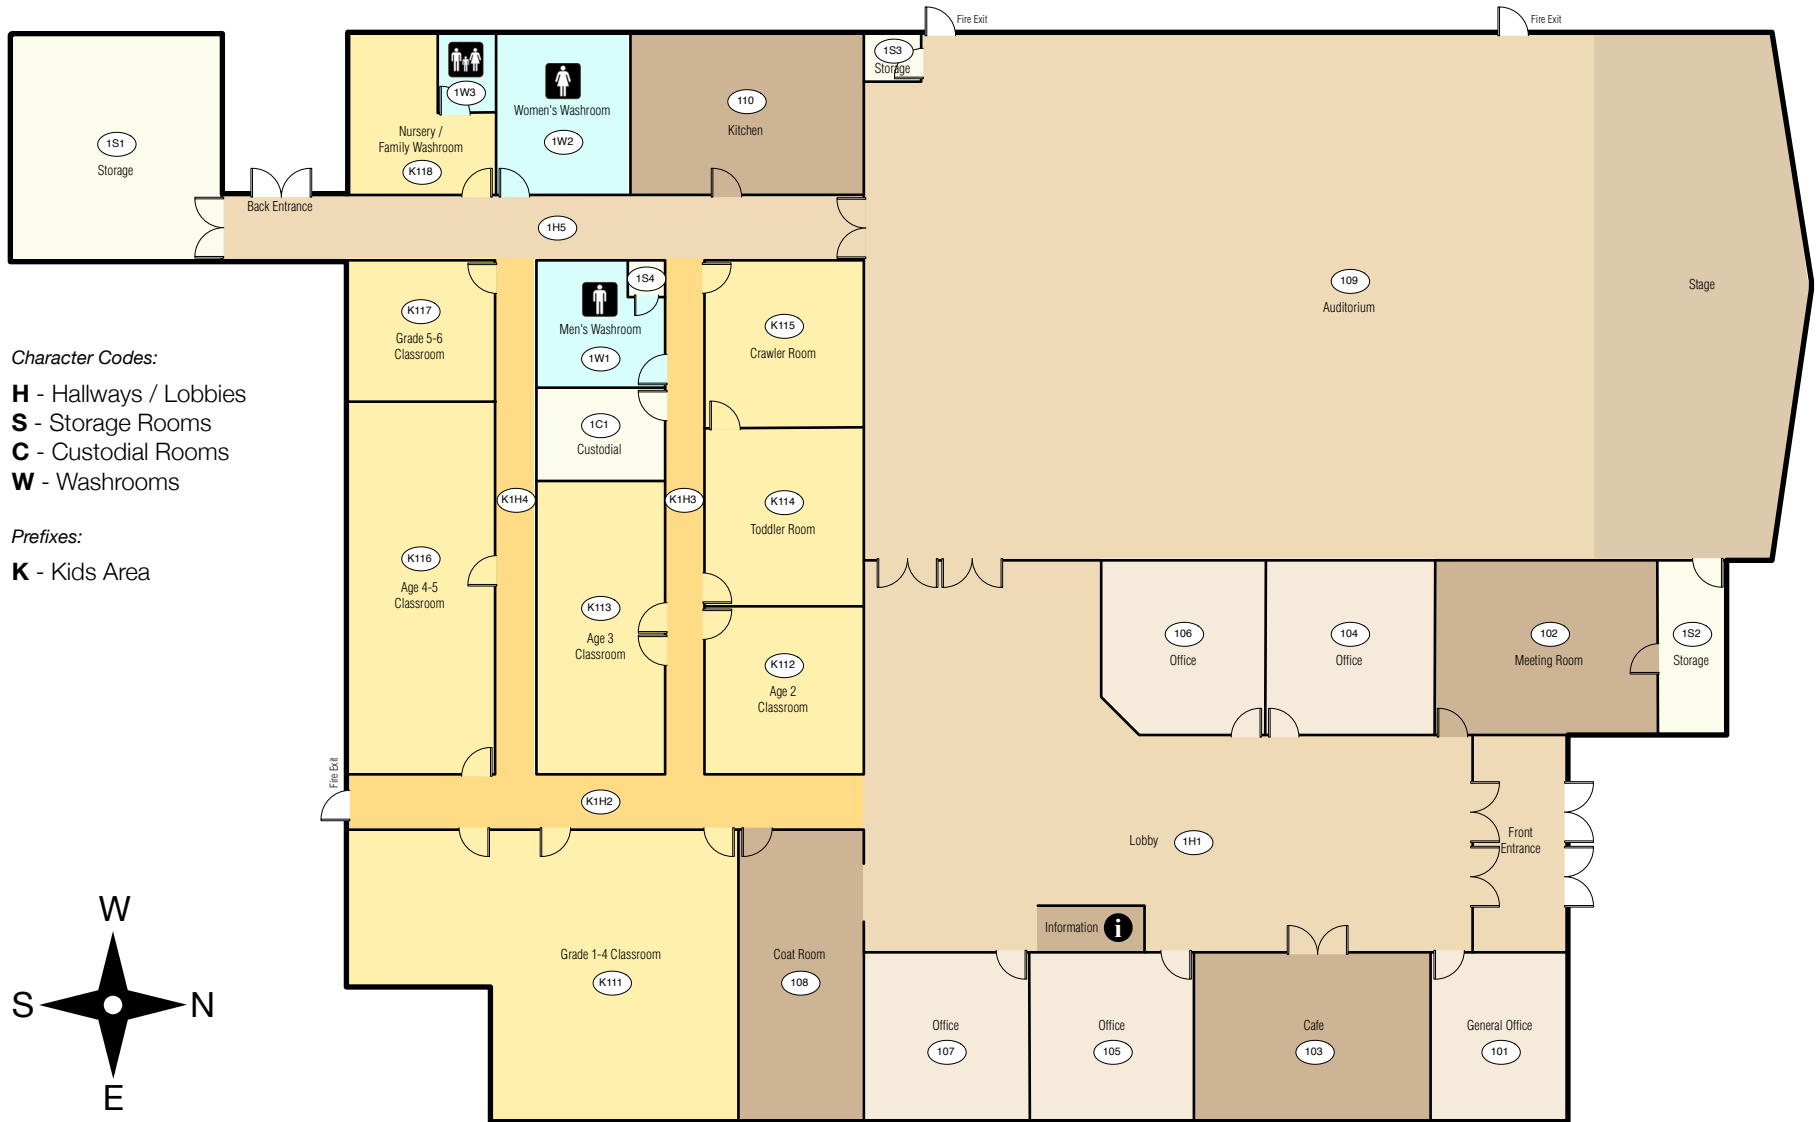 Fire Exit
Fire Exit
1S3
Storage
1W3
Women's Washroom
1W2
110
Kitchen
1S1
Storage
Nursery /
Family Washroom
K118
Back Entrance
1H5
109
Auditorium
Stage
K117
Grade 5-6
Classroom
1S4
Men's Washroom
1W1
K115
Crawler Room
Character Codes:
H - Hallways / Lobbies
S - Storage Rooms
C - Custodial Rooms
W - Washrooms
Prefixes:
K - Kids Area
1C1
Custodial
K1H4
K1H3
K114
Toddler Room
K116
Age 4-5
Classroom
K113
Age 3
Classroom
K112
Age 2
Classroom
106
Office
104
Office
102
Meeting Room
1S2
Storage
Fire Exit
K1H2
Lobby
1H1
Front
Entrance
Information
i
Grade 1-4 Classroom
K111
Coat Room
108
Office
107
Office
105
Cafe
103
General Office
101
W
S
N
E